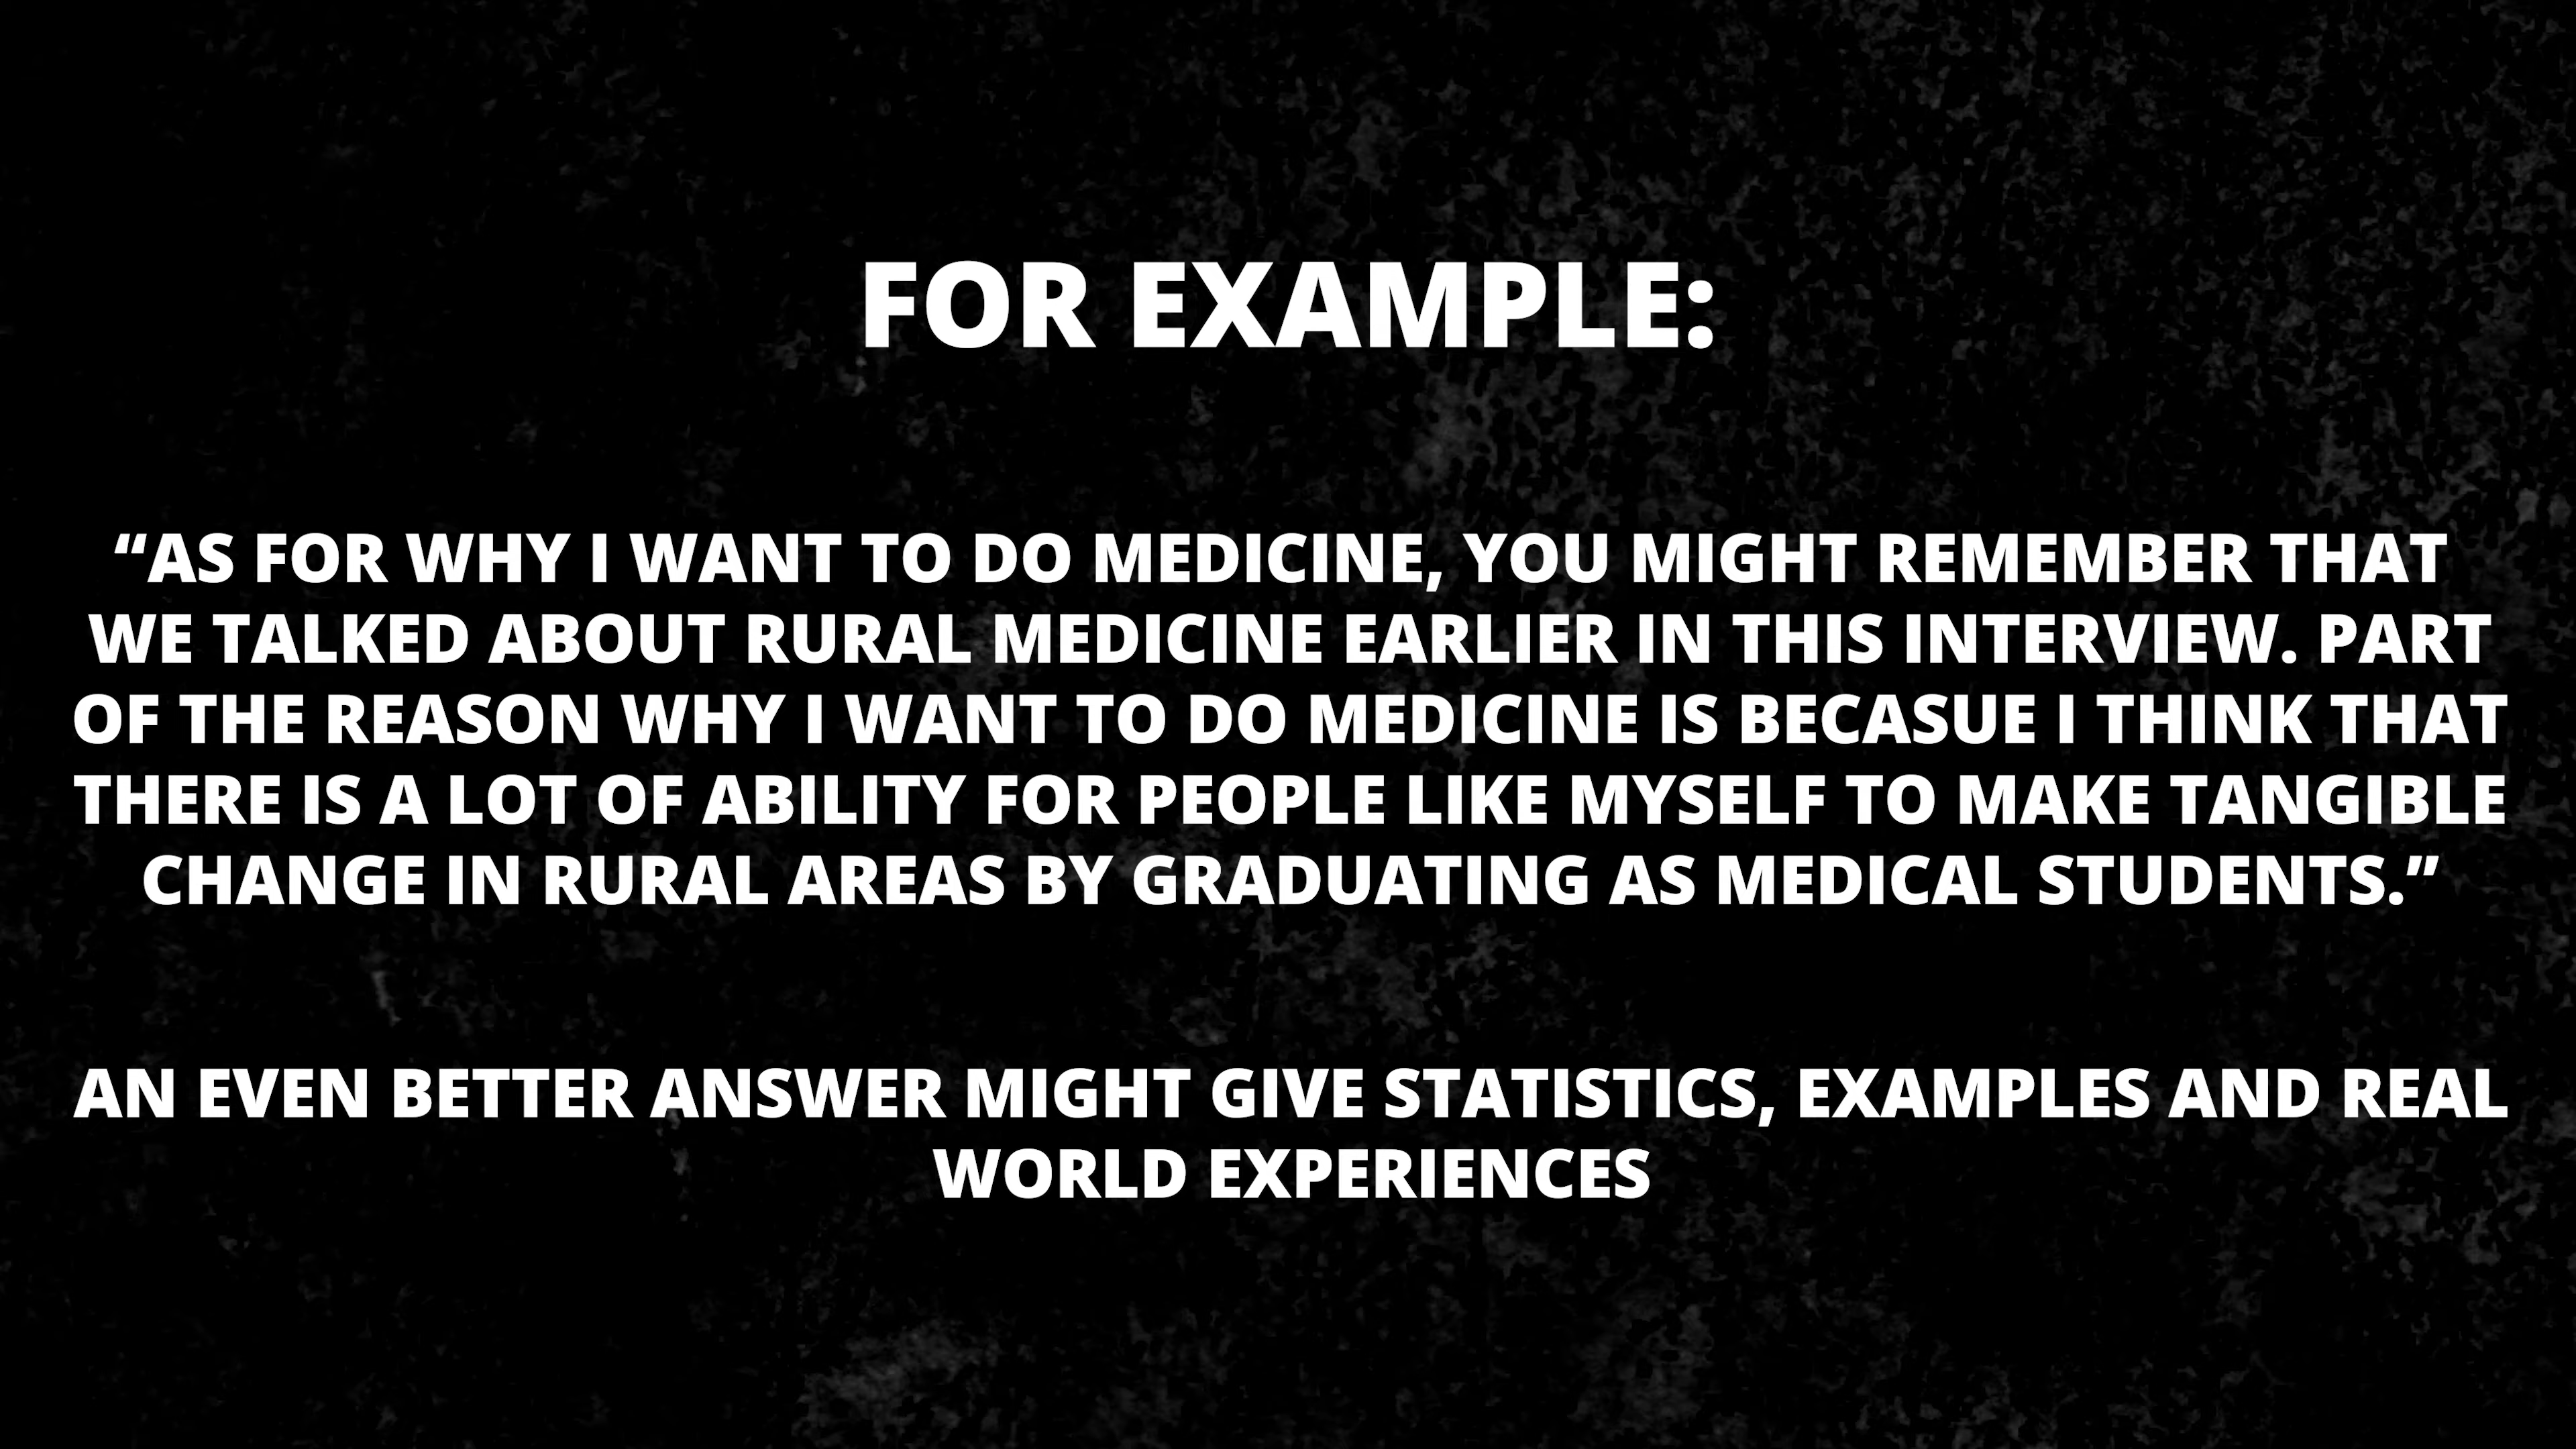 FOR EXAMPLE:
“AS FOR WHY I WANT TO DO MEDICINE, YOU MIGHT REMEMBER THAT
WE TALKED ABOUT RURAL MEDICINE EARLIER IN THIS INTERVIEW. PART
OF THE REASON WHY I WANT TO DO MEDICINE IS BECASUE I THINK THAT
THERE IS A LOT OF ABILITY FOR PEOPLE LIKE MYSELF TO MAKE TANGIBLE
CHANGE IN RURAL AREAS BY GRADUATING AS MEDICAL STUDENTS.”
AN EVEN BETTER ANSWER MIGHT GIVE STATISTICS, EXAMPLES AND REAL
WORLD EXPERIENCES